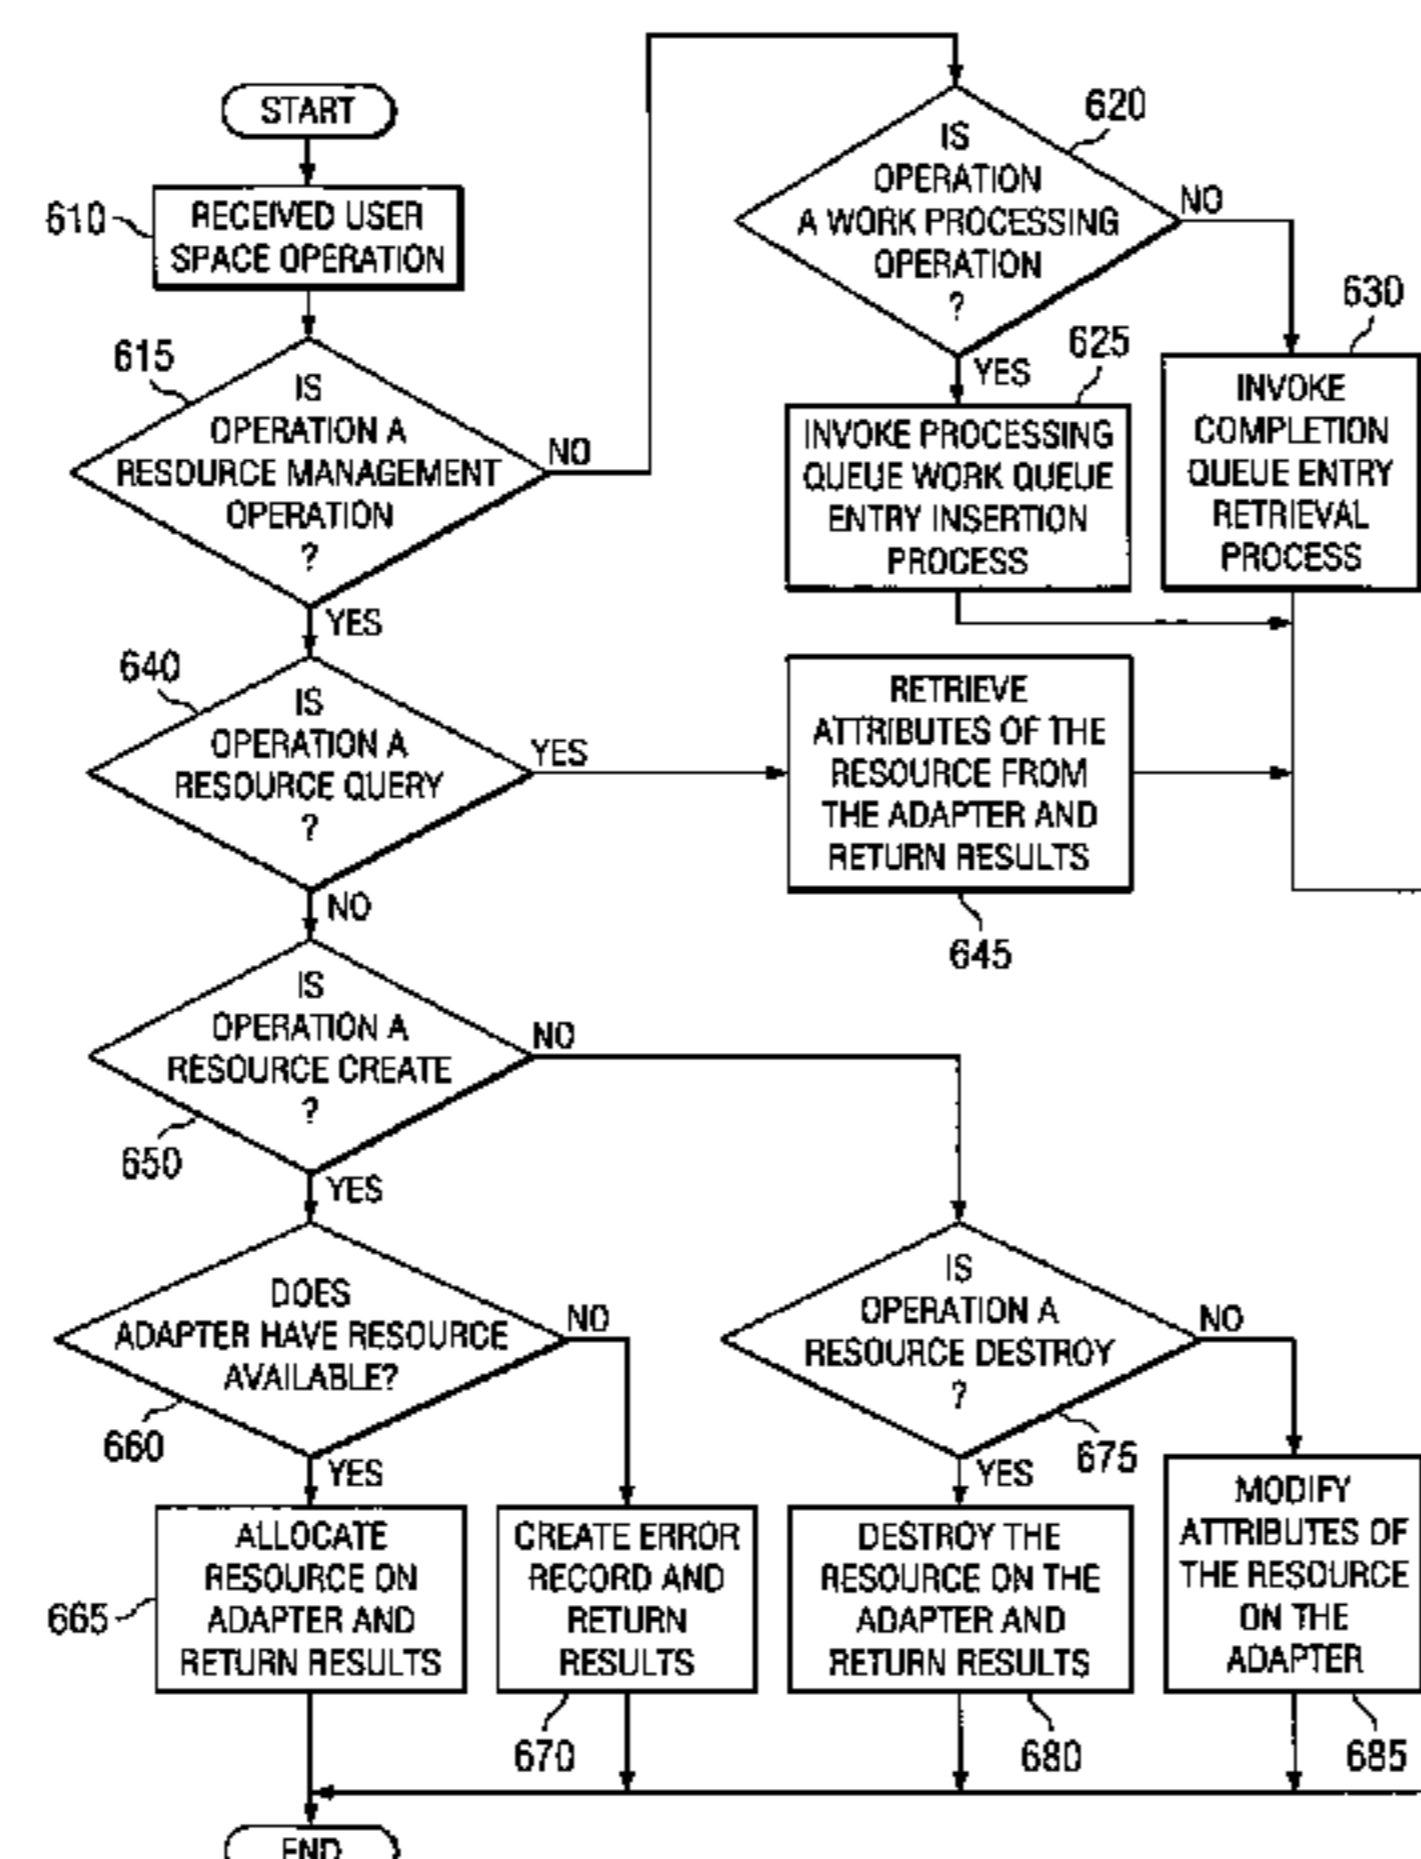 START
610
RECEIVED USER
SPACE OPERATION
615
IS
OPERATION A
RESOURCE MANAGEMENT
OPERATION
?
NO
YES
620
IS
OPERATION
A WORK PROCESSING
OPERATION
?
NO
YES
625
INVOKE PROCESSING
QUEUE WORK QUEUE
ENTRY INSERTION
PROCESS
630
INVOKE
COMPLETION
QUEUE ENTRY
RETRIEVAL
PROCESS
640
IS
OPERATION A
RESOURCE QUERY
?
YES
NO
RETRIEVE
ATTRIBUTES OF THE
RESOURCE FROM
THE ADAPTER AND
RETURN RESULTS
645
IS
OPERATION A
RESOURCE CREATE
?
650
NO
YES
DOES
ADAPTER HAVE RESOURCE
AVAILABLE?
660
NO
YES
IS
OPERATION A
RESOURCE DESTROY
?
675
NO
YES
665
ALLOCATE
RESOURCE ON
ADAPTER AND
RETURN RESULTS
CREATE ERROR
RECORD AND
RETURN
RESULTS
670
DESTROY THE
RESOURCE ON THE
ADAPTER AND
RETURN RESULTS
680
MODIFY
ATTRIBUTES OF
THE RESOURCE
ON THE
ADAPTER
685
END